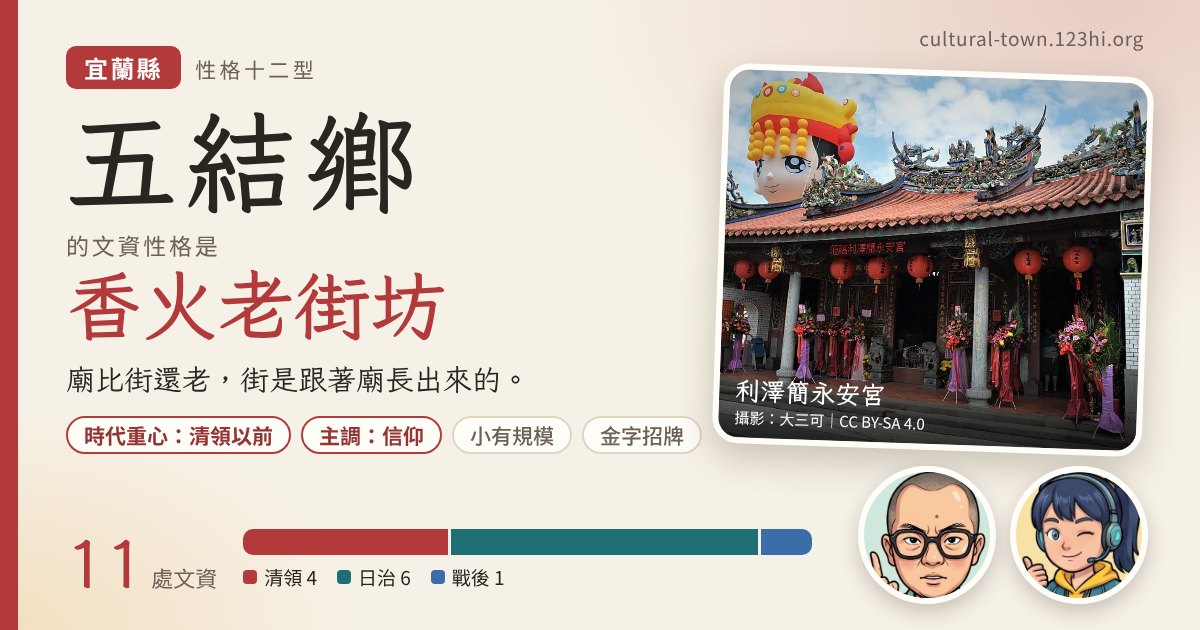 宜蘭縣 性格十二型
cultural-town.123hi.org
五結鄉
的文資性格是
香火老街坊
廟比街還老，街是跟著廟長出來的。
時代重心：清領以前 主調：信仰 小有規模 金字招牌
利澤簡永安宮
攝影：大三可｜CC BY-SA 4.0
11 處文資
清領 4 日治 6 戰後 1